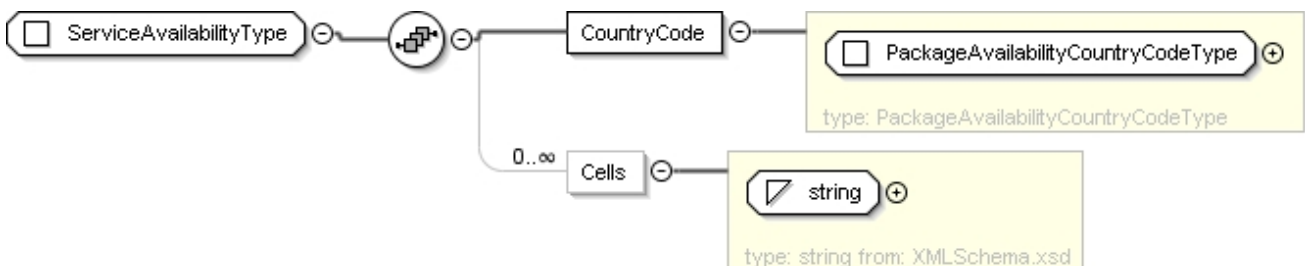 ServiceAvailabilityType
CountryCode
PackageAvailabilityCountryCodeType
type: PackageAvailabilityCountryCodeType
0..∞
Cells
string
type: string from: XMLSchema.xsd